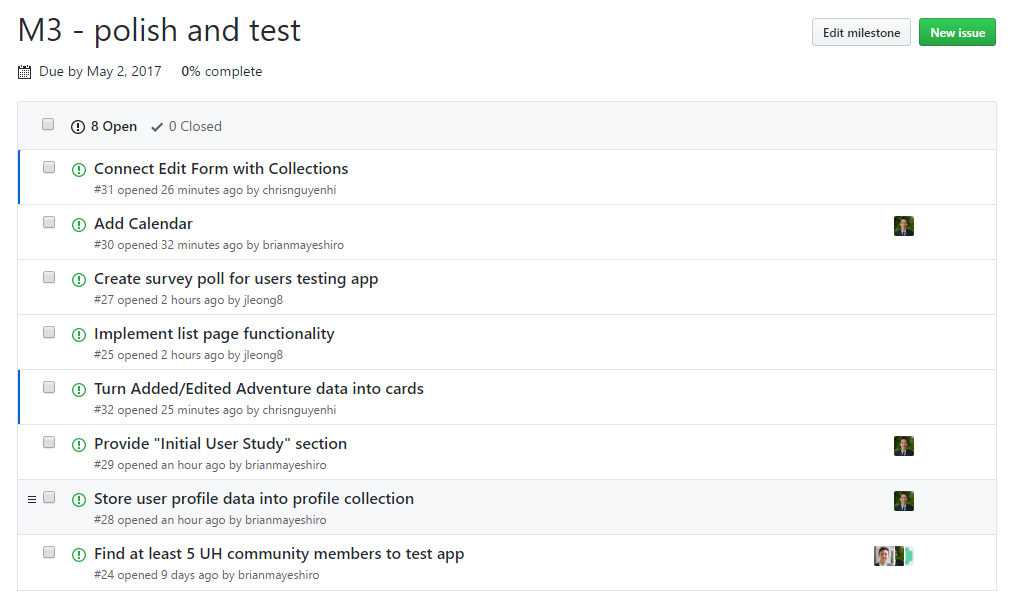 M3 - polish and test
Edit milestone
New issue
Due by May 2, 2017 0% complete
8 Open 0 Closed
Connect Edit Form with Collections
#31 opened 26 minutes ago by chrisnguyenhi
Add Calendar
#30 opened 32 minutes ago by brianmayeshiro
Create survey poll for users testing app
#27 opened 2 hours ago by jleong8
Implement list page functionality
#25 opened 2 hours ago by jleong8
Turn Added/Edited Adventure data into cards
#32 opened 25 minutes ago by chrisnguyenhi
Provide "Initial User Study" section
#29 opened an hour ago by brianmayeshiro
Store user profile data into profile collection
#28 opened an hour ago by brianmayeshiro
Find at least 5 UH community members to test app
#24 opened 9 days ago by brianmayeshiro